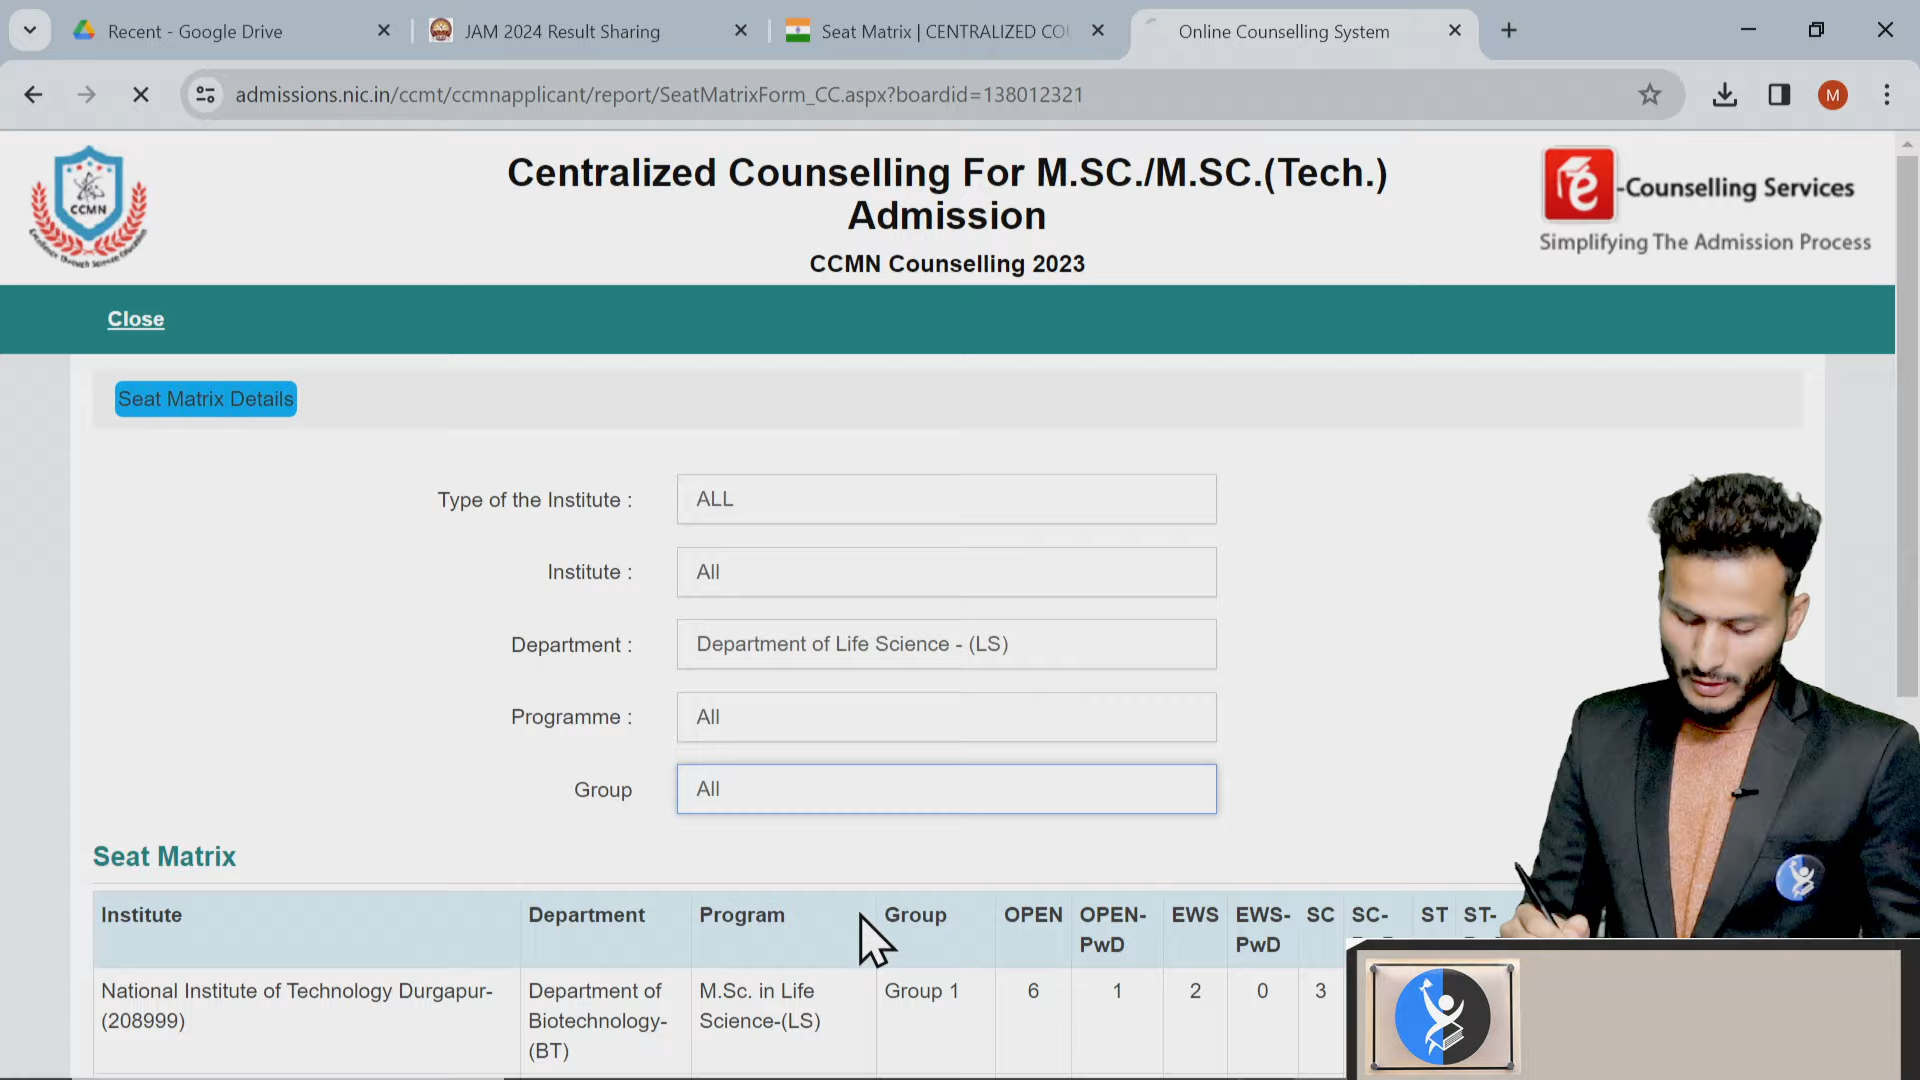 Recent - Google Drive
JAM 2024 Result Sharing
Seat Matrix | CENTRALIZED COU
Online Counselling System
admissions.nic.in/ccmt/ccmnapplicant/report/SeatMatrixForm_CC.aspx?boardid=138012321
M
CCMN
Excellence Through Science Education
Centralized Counselling For M.SC./M.SC.(Tech.)
Admission
CCMN Counselling 2023
e-Counselling Services
Simplifying The Admission Process
Close
Seat Matrix Details
Type of the Institute : ALL
Institute : All
Department : Department of Life Science - (LS)
Programme : All
Group All
Seat Matrix
Institute Department Program Group OPEN OPEN- EWS EWS- SC SC- ST ST-
PwD PwD
National Institute of Technology Durgapur- Department of M.Sc. in Life Group 1 6 1 2 0 3
(208999) Biotechnology- Science-(LS)
(BT)